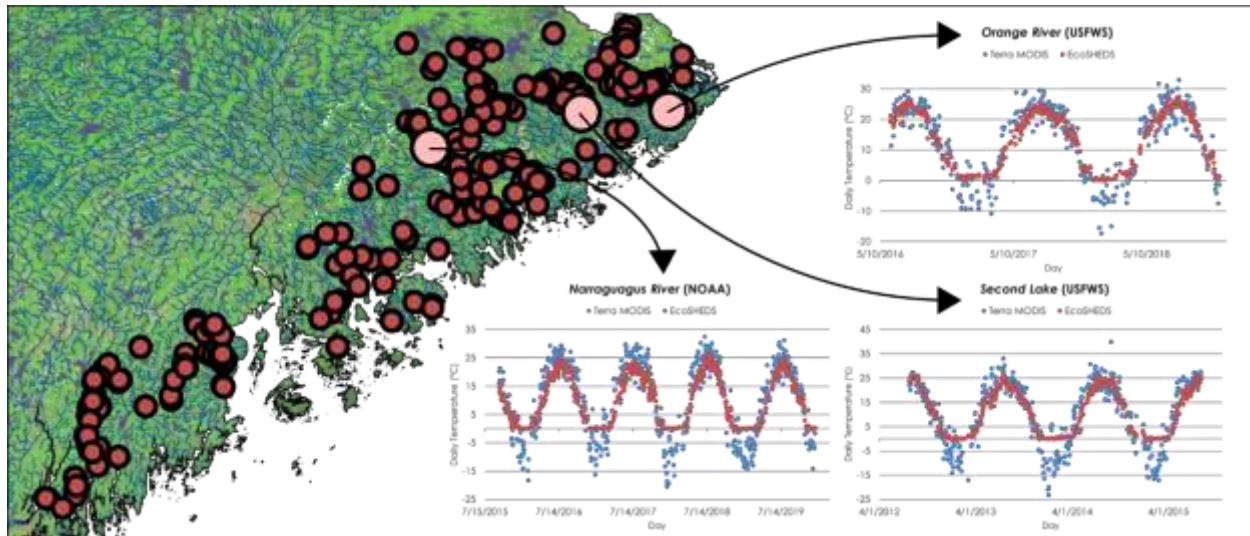 Orange River (USFWS)
Terra MODIS EcoSHEDS
Daily Temperature (°C)
30
20
10
0
-10
-20
5/10/2016 5/10/2017 5/10/2018
Day
Narraguagus River (NOAA)
Terra MODIS EcoSHEDS
Daily Temperature (°C)
35
25
15
5
-5
-15
-25
7/15/2015 7/14/2016 7/14/2017 7/14/2018 7/14/2019
Day
Second Lake (USFWS)
Terra MODIS EcoSHEDS
Daily Temperature (°C)
45
35
25
15
5
-5
-15
-25
4/1/2012 4/1/2013 4/1/2014 4/1/2015
Day